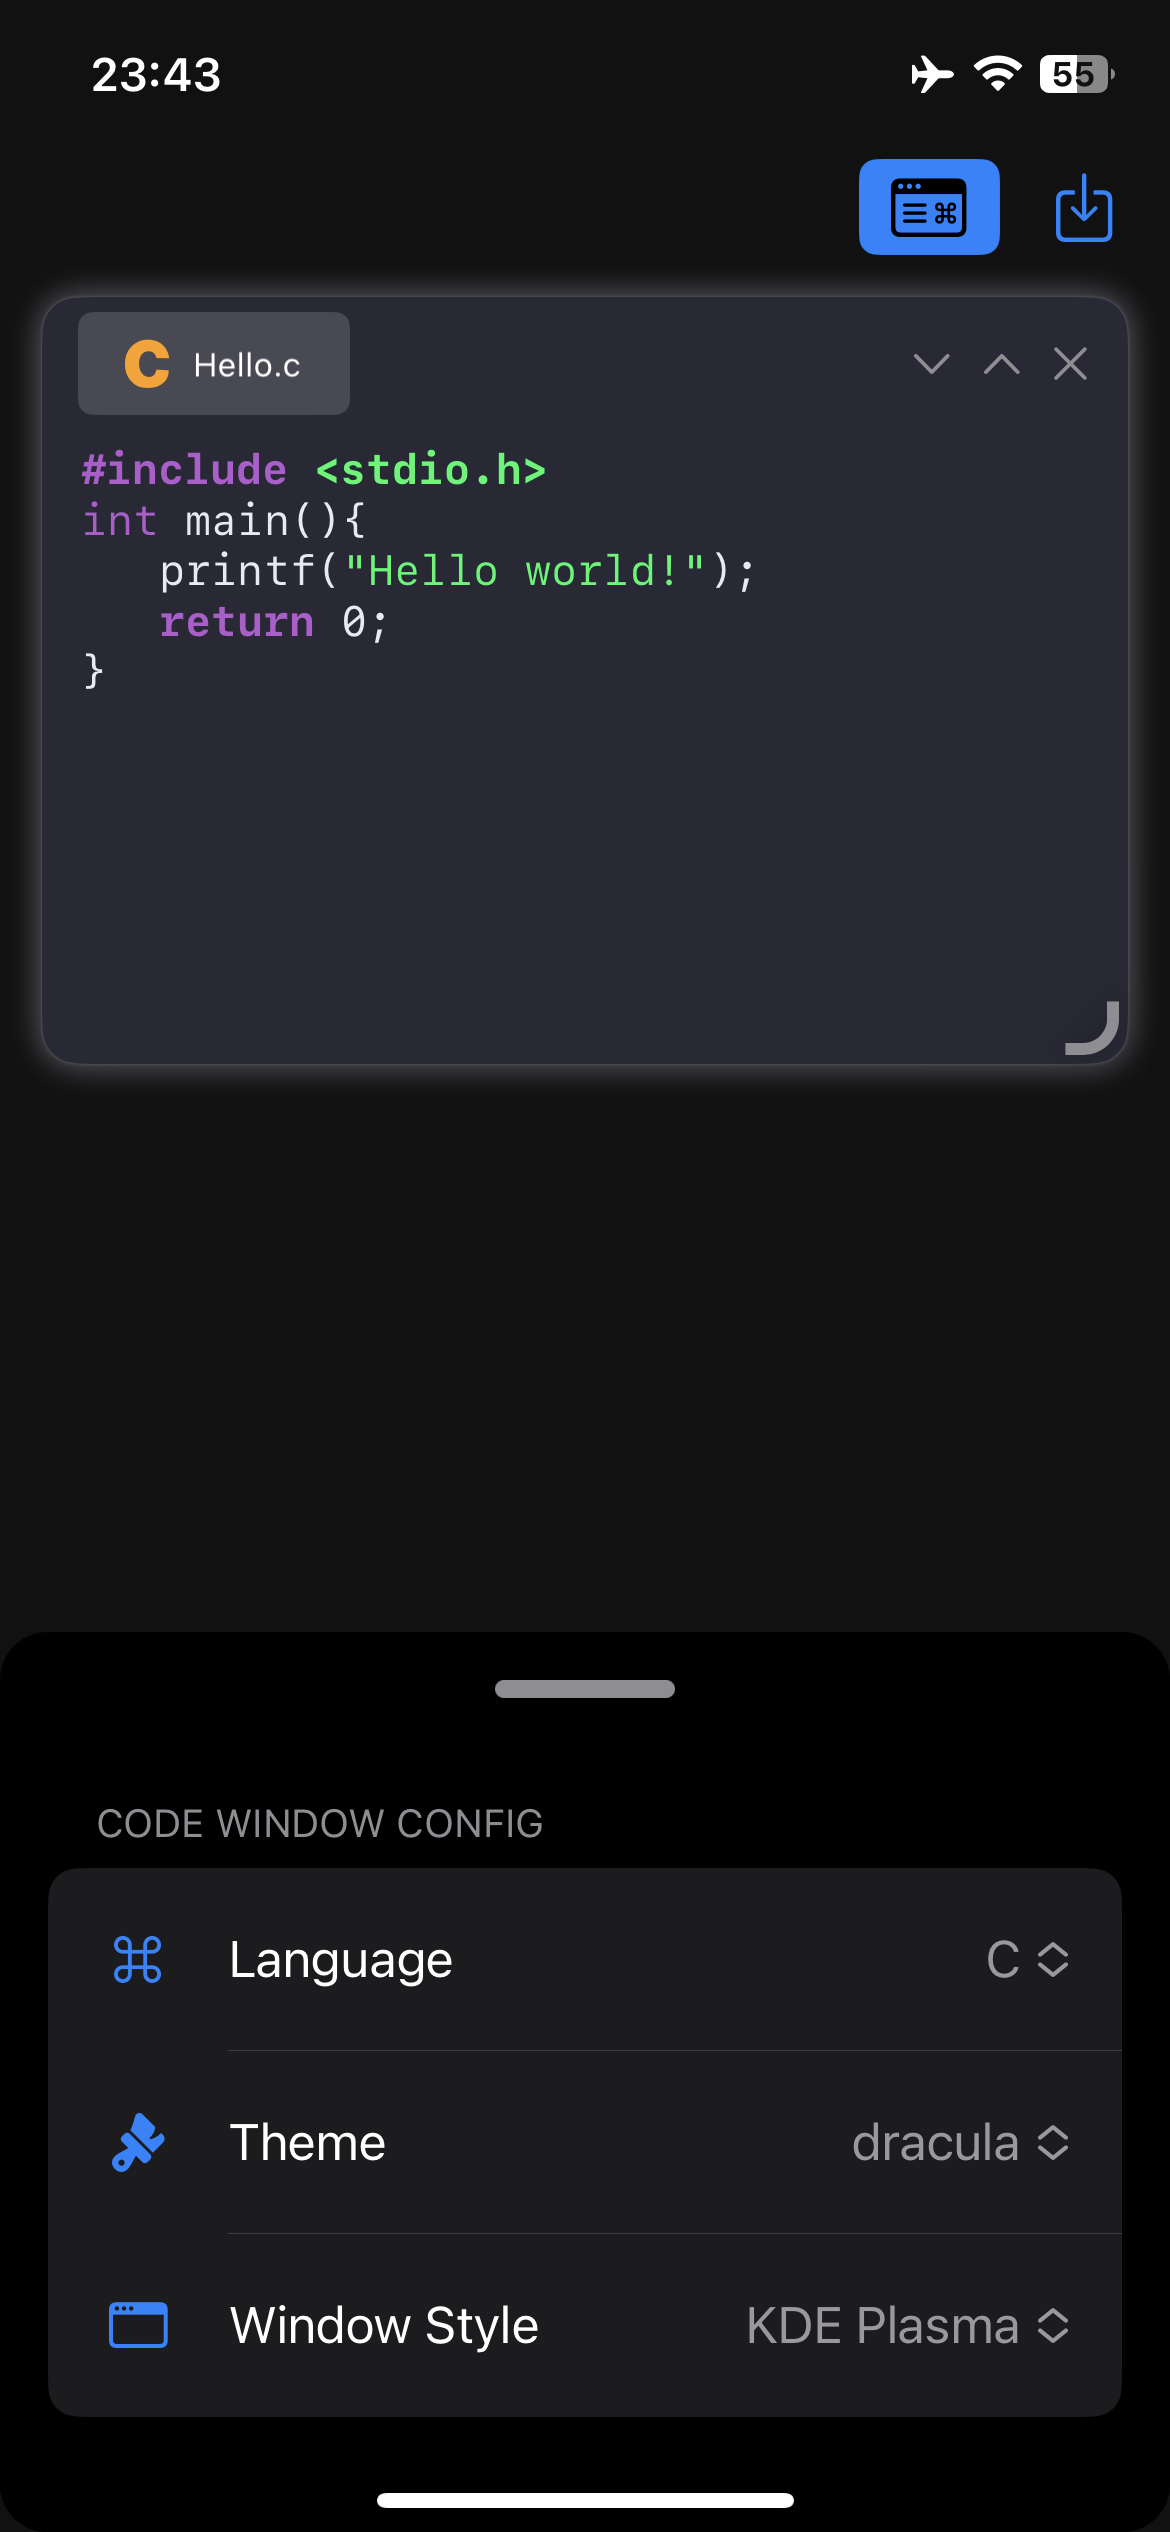 23:43 55
C Hello.c
#include <stdio.h>
int main(){
   printf("Hello world!");
   return 0;
}
CODE WINDOW CONFIG
Language C
Theme dracula
Window Style KDE Plasma